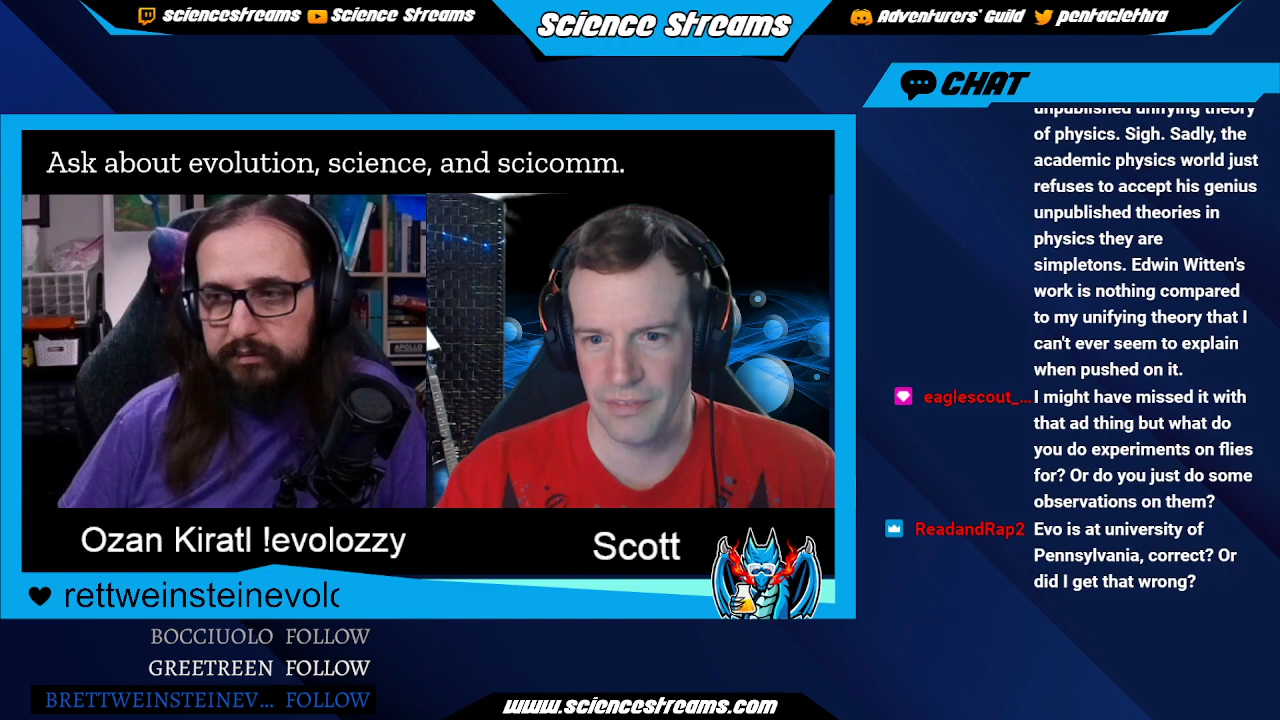 sciencestreams Science Streams
Science Streams
Adventurers' Guild pentaclethra
CHAT
Ask about evolution, science, and scicomm.
unpublished unifying theory
of physics. Sigh. Sadly, the
academic physics world just
refuses to accept his genius
unpublished theories in
physics they are
simpletons. Edwin Witten's
work is nothing compared
to my unifying theory that I
can't ever seem to explain
when pushed on it.
eaglescout_... I might have missed it with
that ad thing but what do
you do experiments on flies
for? Or do you just do some
observations on them?
ReadandRap2 Evo is at university of
Pennsylvania, correct? Or
did I get that wrong?
APOLLO
Ozan Kiratl !evolozzy
Scott
rettweinsteinevolo
BOCCIUOLO FOLLOW
GREETREEN FOLLOW
BRETTWEINSTEINEV... FOLLOW
www.sciencestreams.com